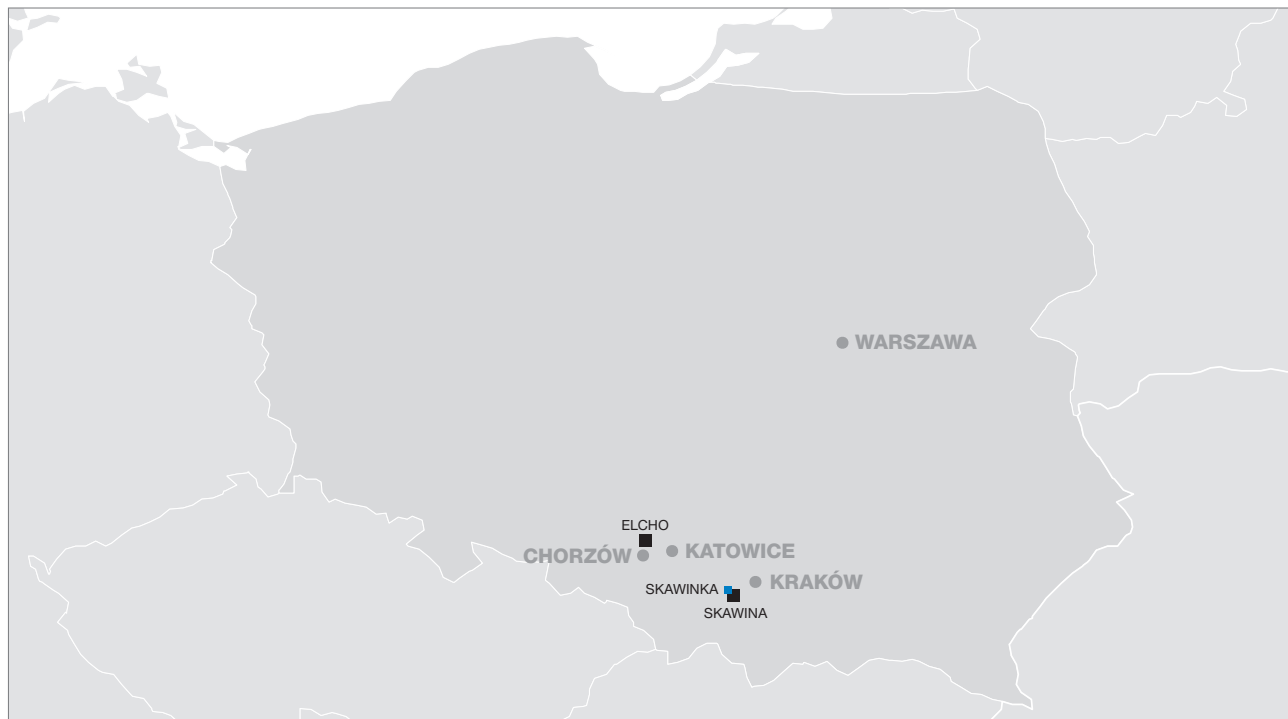 WARSZAWA
ELCHO
CHORZÓW
KATOWICE
KRAKÓW
SKAWINKA
SKAWINA